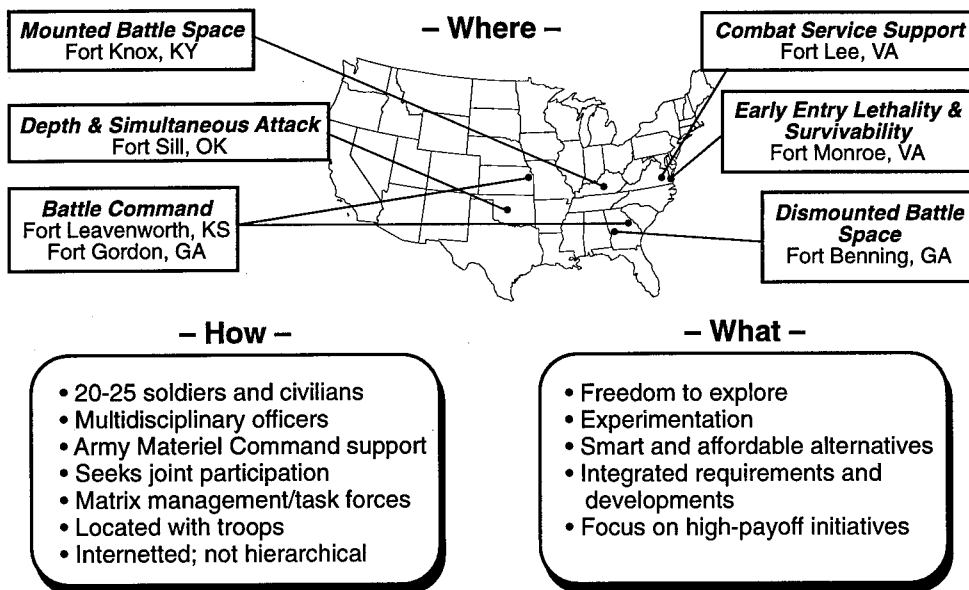 – Where –
Mounted Battle Space
Fort Knox, KY
Depth & Simultaneous Attack
Fort Sill, OK
Battle Command
Fort Leavenworth, KS
Fort Gordon, GA
Combat Service Support
Fort Lee, VA
Early Entry Lethality &
Survivability
Fort Monroe, VA
Dismounted Battle
Space
Fort Benning, GA
– How –
• 20-25 soldiers and civilians
• Multidisciplinary officers
• Army Materiel Command support
• Seeks joint participation
• Matrix management/task forces
• Located with troops
• Internetted; not hierarchical
– What –
• Freedom to explore
• Experimentation
• Smart and affordable alternatives
• Integrated requirements and
developments
• Focus on high-payoff initiatives